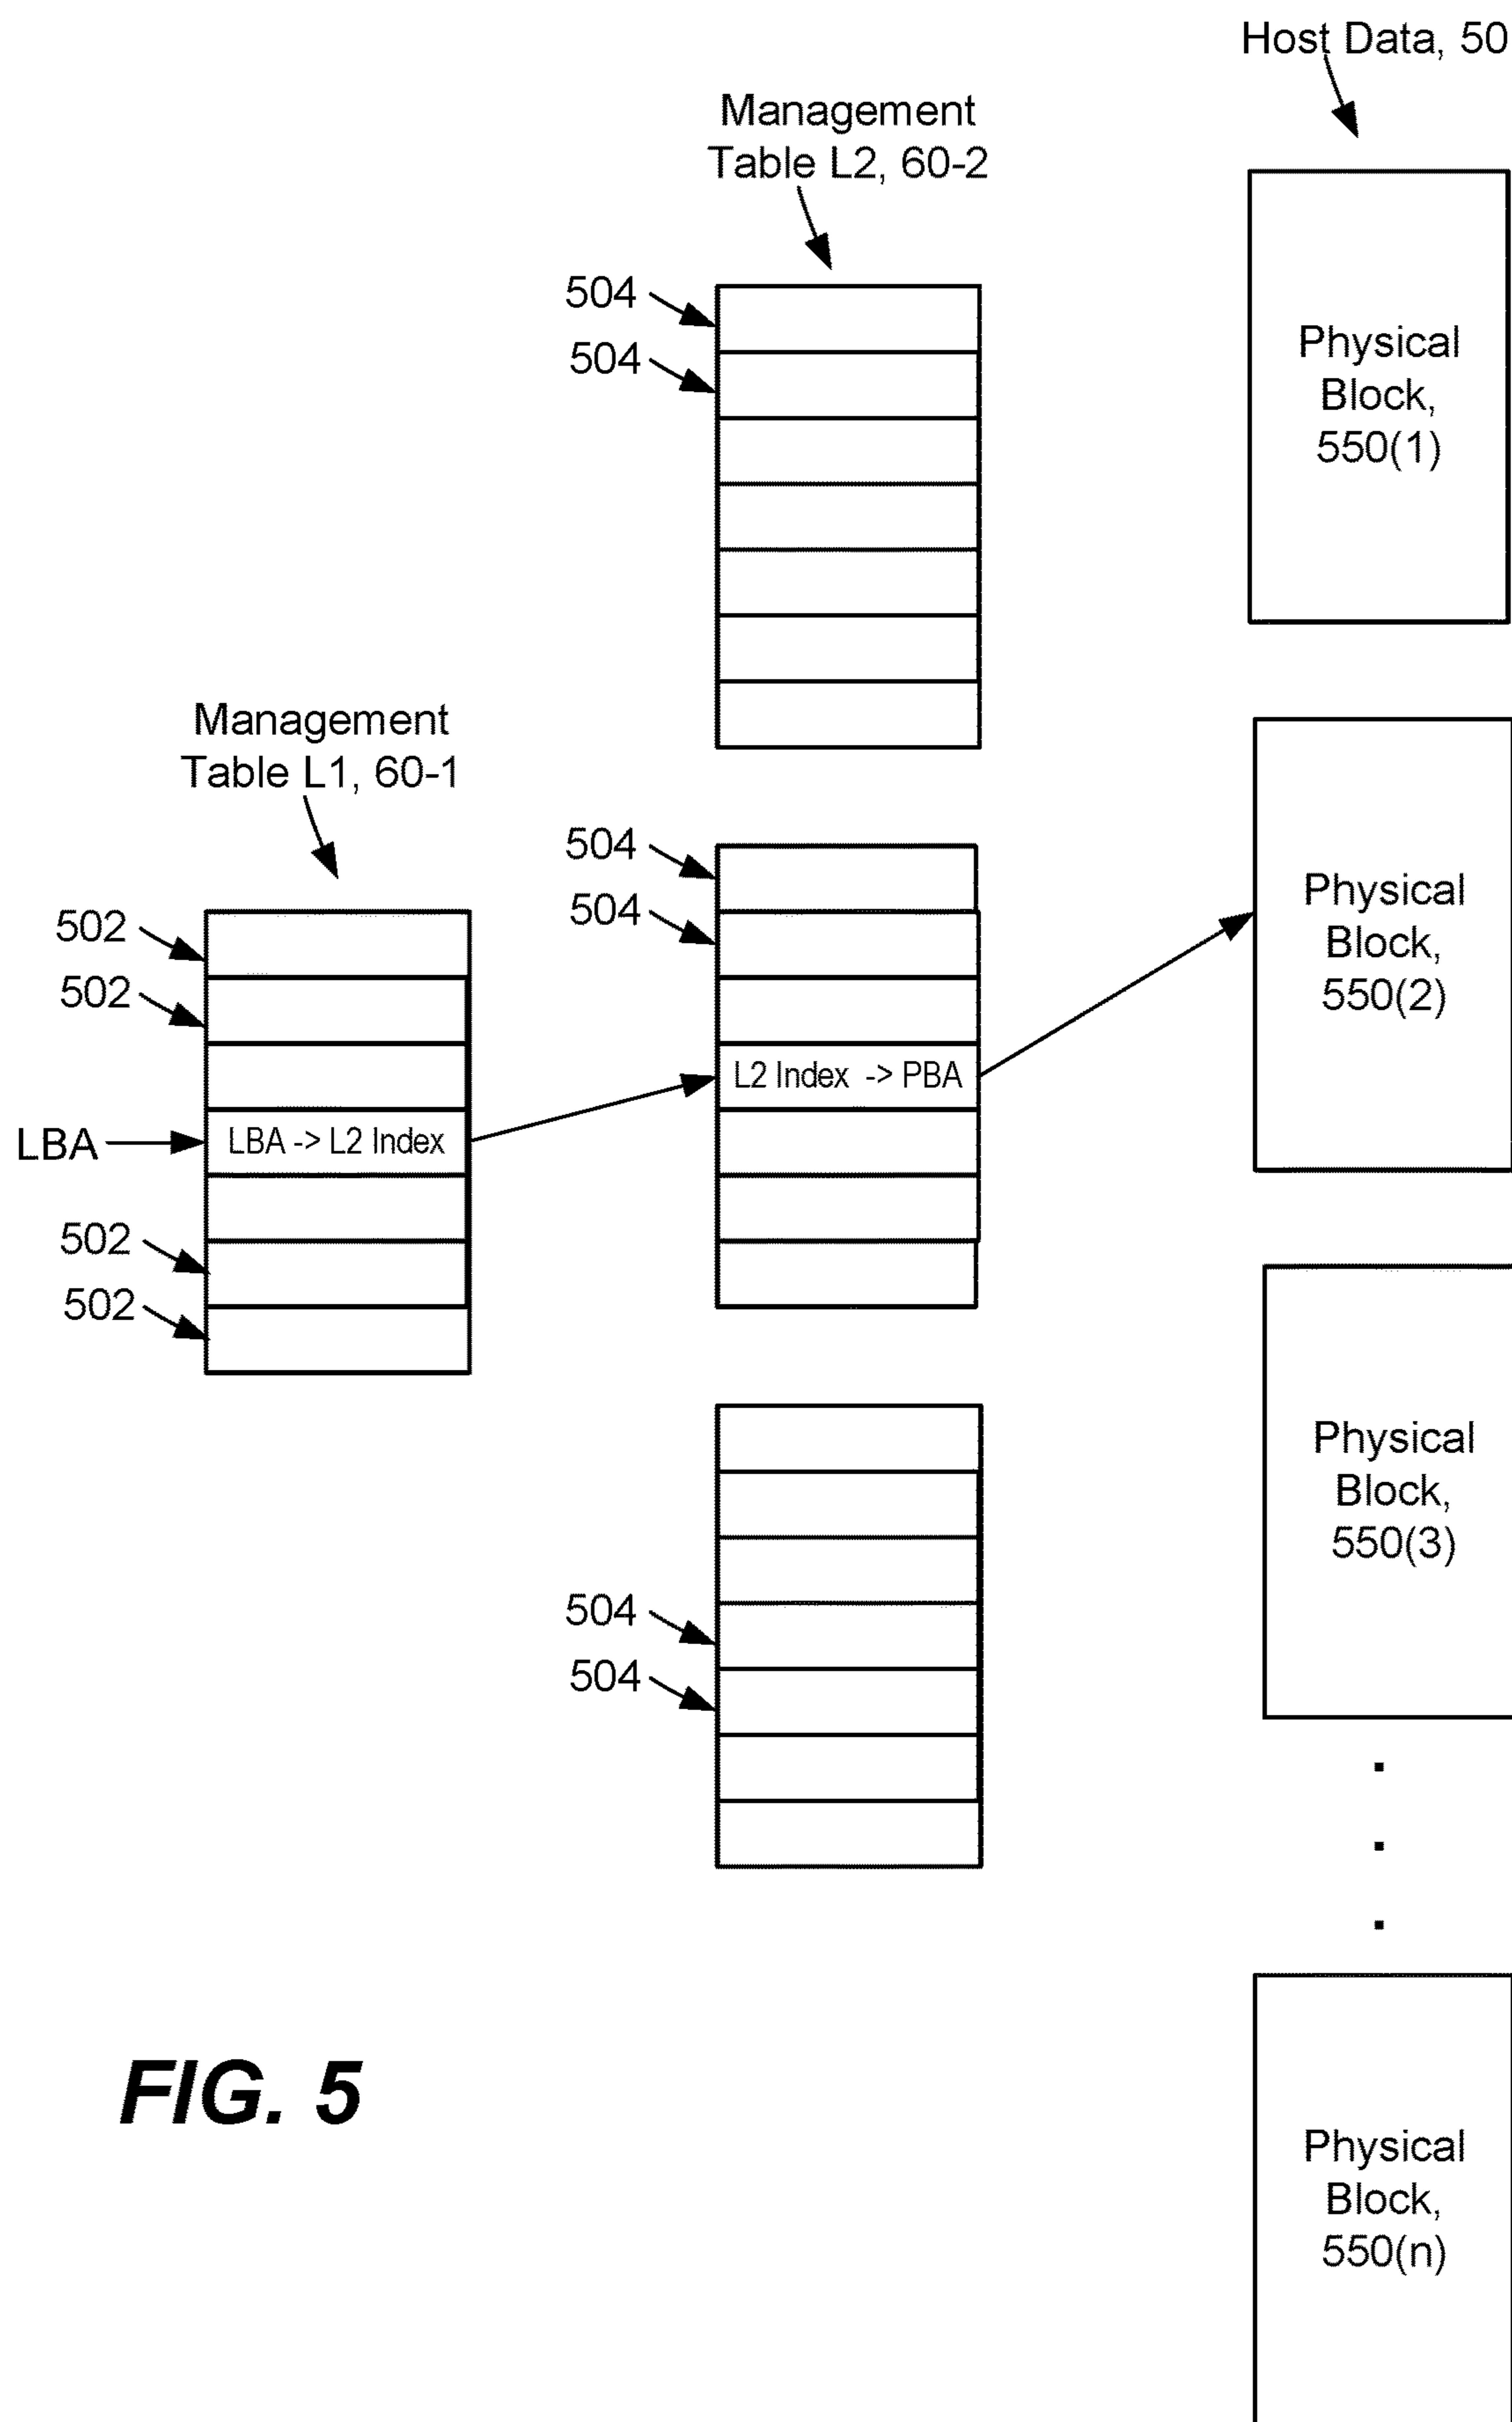 Host Data, 50
Management
Table L2, 60-2
504
504
Physical
Block,
550(1)
Management
Table L1, 60-1
504
504
502
502
Physical
Block,
550(2)
L2 Index -> PBA
LBA
LBA -> L2 Index
502
502
Physical
Block,
550(3)
504
504
.
.
.
FIG. 5
Physical
Block,
550(n)